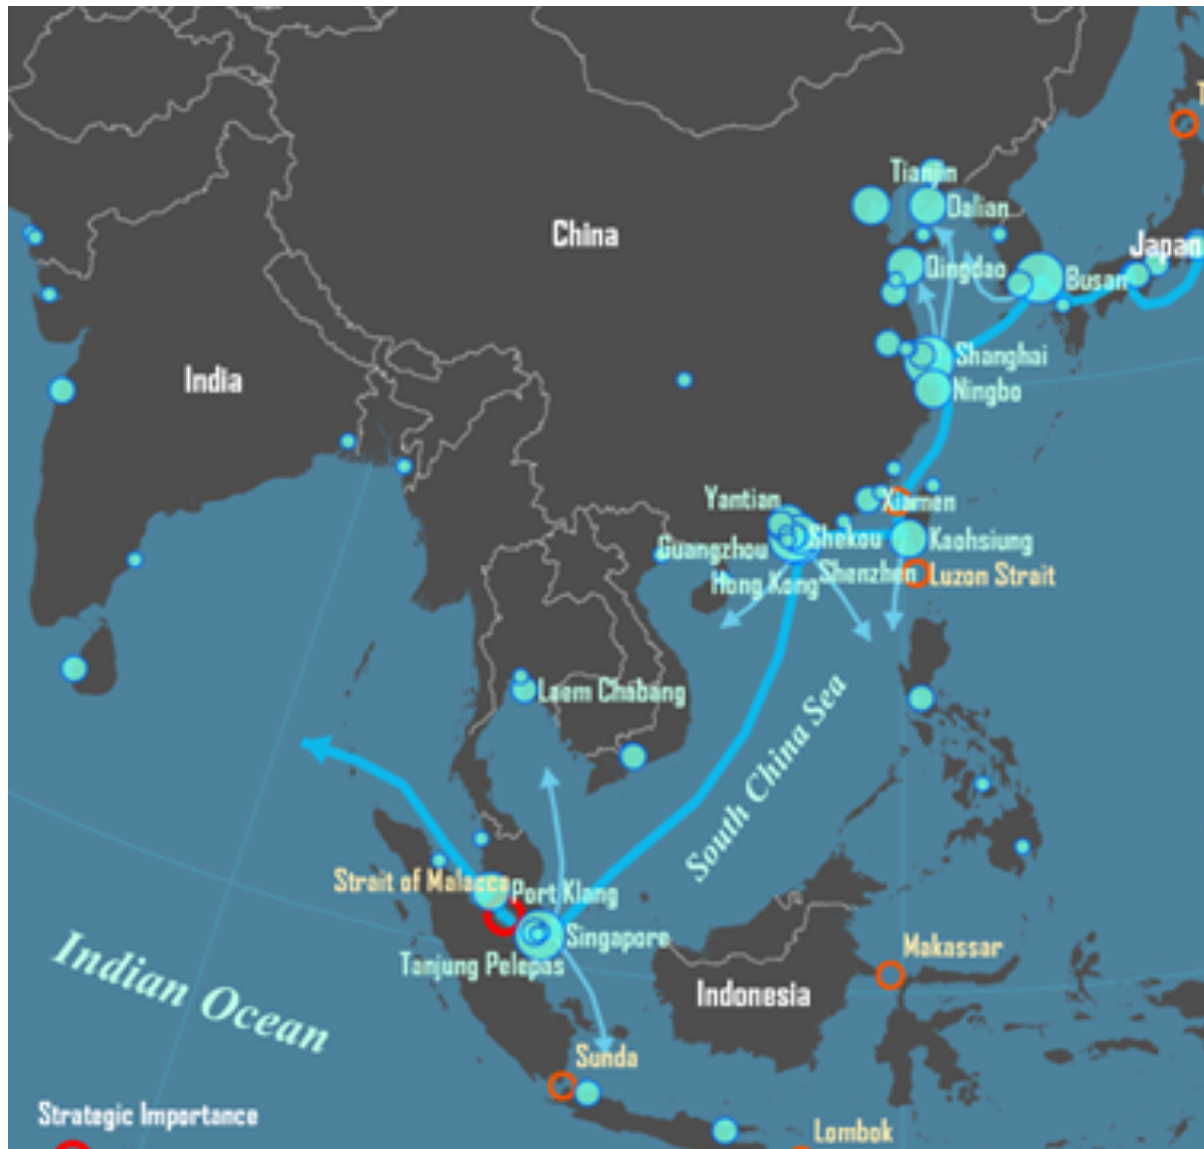 Tianjin
Dalian
China
Japan
Qingdao
Busan
Shanghai
India
Ningbo
Yantian
Xiamen
Guangzhou
Shekou
Kaohsiung
Hong Kong
Shenzhen
Luzon Strait
Laem Chabang
South China Sea
Strait of Malacca
Port Klang
Singapore
Tanjung Pelepas
Makassar
Indonesia
Indian Ocean
Sunda
Strategic Importance
Lombok